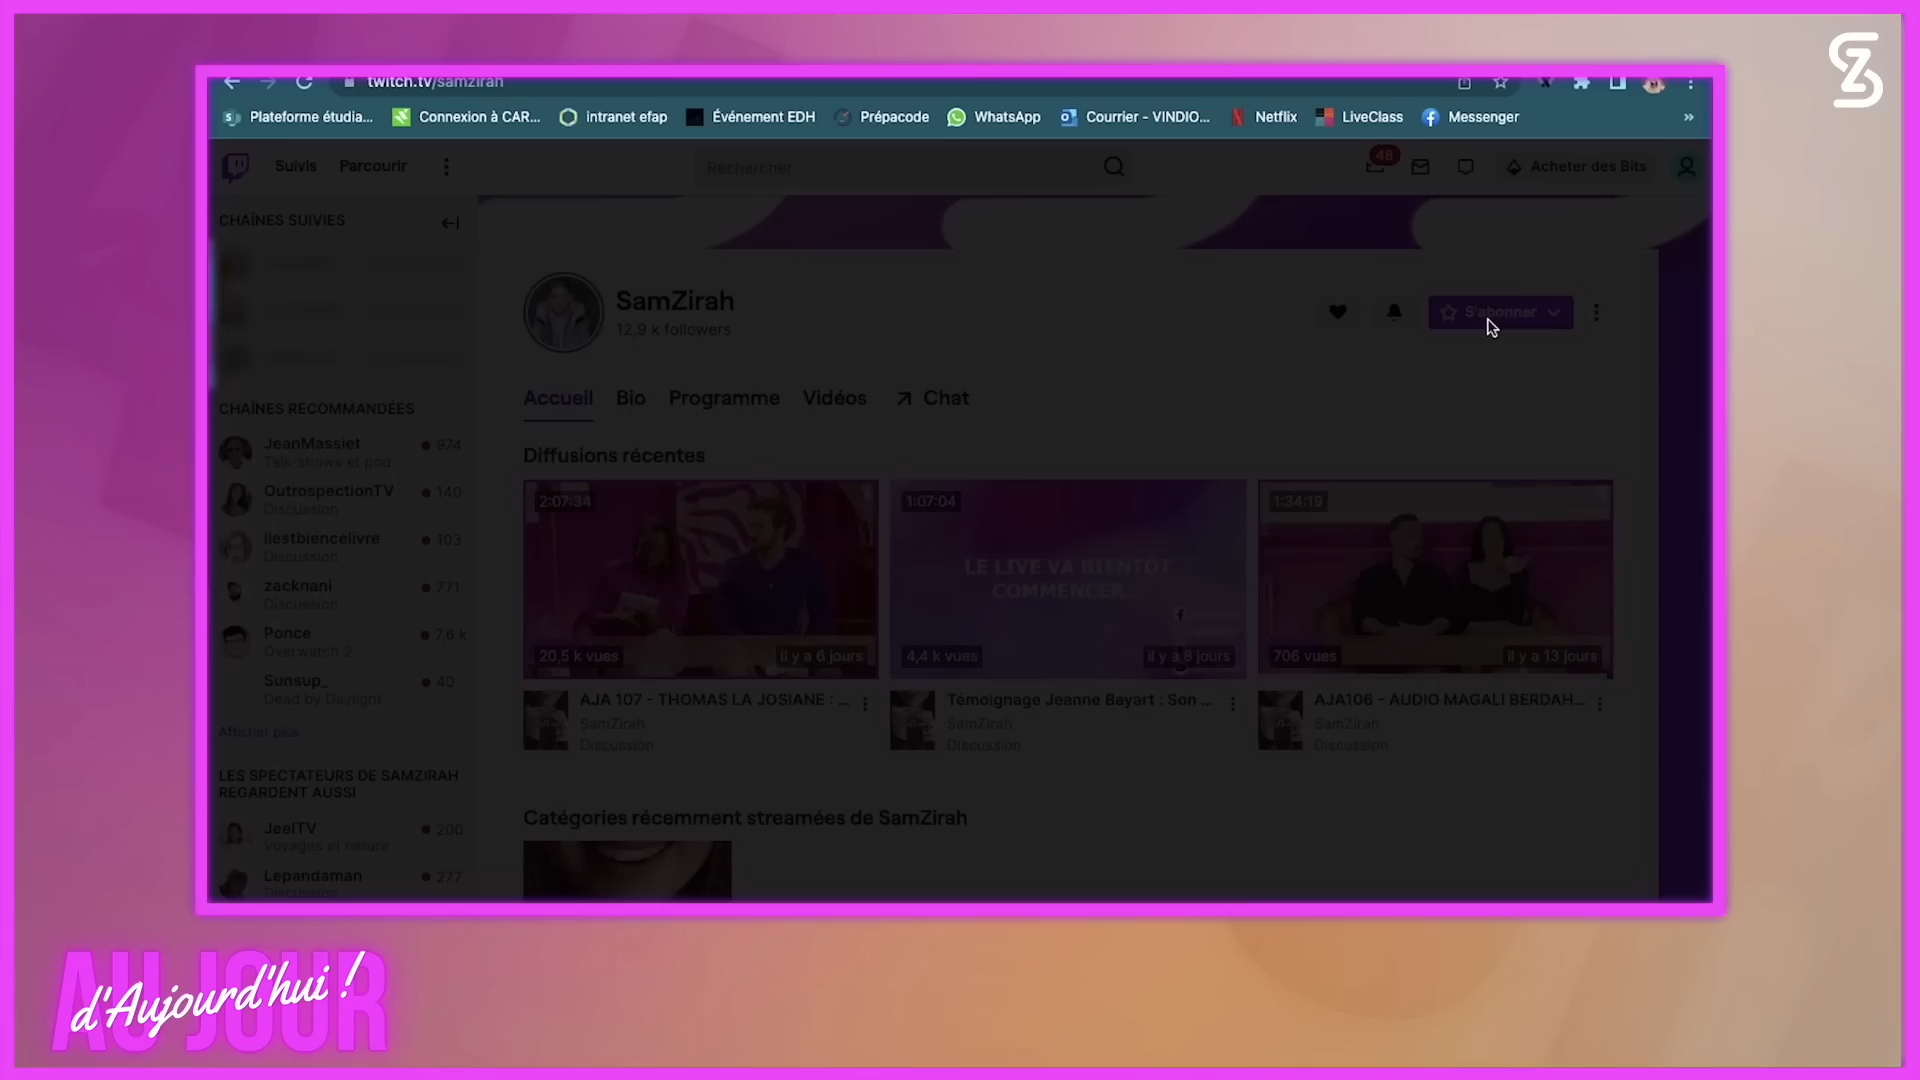 SZ
twitch.tv/samzirah
Plateforme étudia... Connexion à CAR... intranet efap Événement EDH Prépacode WhatsApp Courrier - VINDIO... Netflix LiveClass Messenger »
Suivis Parcourir Rechercher 48 Acheter des Bits
CHAÎNES SUIVIES
SamZirah
12,9 k followers
S'abonner
Accueil Bio Programme Vidéos Chat
CHAÎNES RECOMMANDÉES
JeanMassiet 974
Talk-shows et pod...
OutrospectionTV 140
Discussion
ilestbiencelivre 103
Discussion
zacknani 771
Discussion
Ponce 7,6 k
Overwatch 2
Sunsup_ 40
Dead by Daylight
Afficher plus
LES SPECTATEURS DE SAMZIRAH
REGARDENT AUSSI
JeelTV 200
Voyages et nature
Lepandaman 277
Discussion
Diffusions récentes
2:07:34
20,5 k vues il y a 6 jours
AJA 107 - THOMAS LA JOSIANE : ...
SamZirah
Discussion
1:07:04
LE LIVE VA BIENTÔT
COMMENCER...
4,4 k vues il y a 8 jours
Témoignage Jeanne Bayart : Son ...
SamZirah
Discussion
1:34:19
706 vues il y a 13 jours
AJA106 - AUDIO MAGALI BERDAH...
SamZirah
Discussion
Catégories récemment streamées de SamZirah
AU JOUR
d'Aujourd'hui !